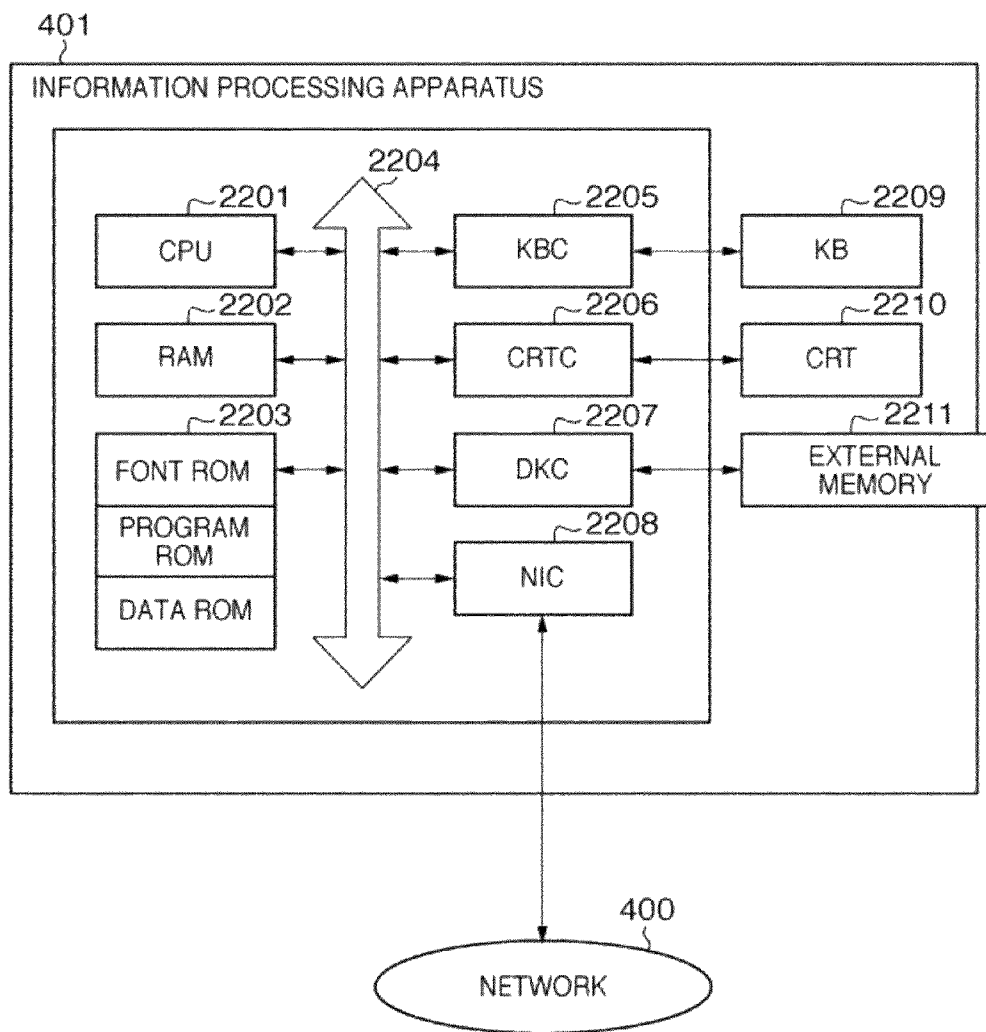 401
INFORMATION PROCESSING APPARATUS
2204
2201
CPU
2205
KBC
2209
KB
2202
RAM
2206
CRTC
2210
CRT
2203
FONT ROM
PROGRAM
ROM
DATA ROM
2207
DKC
2211
EXTERNAL
MEMORY
2208
NIC
400
NETWORK